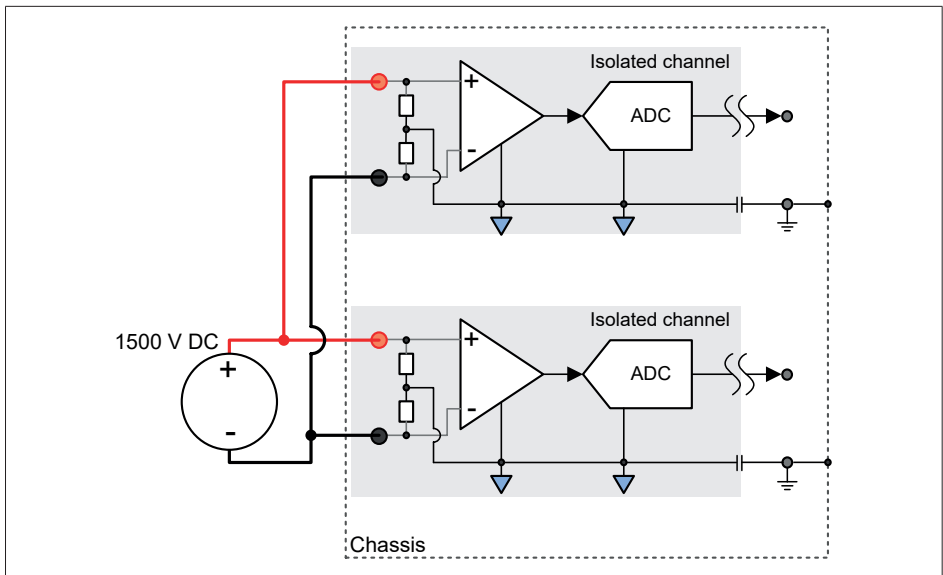 Isolated channel
+
ADC
-
Isolated channel
1500 V DC
+
ADC
+
-
-
Chassis